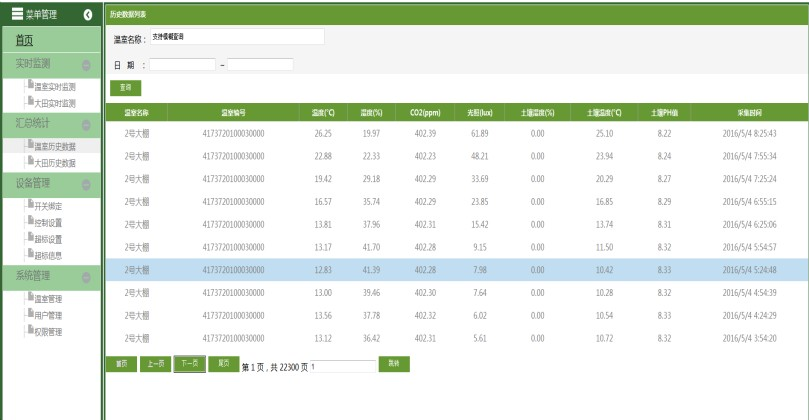 菜单管理
首页
实时监测
温室实时监测
大田实时监测
汇总统计
温室历史数据
大田历史数据
设备管理
开关绑定
控制设置
超标设置
超标信息
系统管理
温室管理
用户管理
权限管理
历史数据列表
温室名称： 支持模糊查询
日 期 ： –
查询
温室名称 温室编号 温度(℃) 湿度(%) CO2(ppm) 光照(lux) 土壤湿度(%) 土壤温度(℃) 土壤PH值 采集时间
2号大棚 4173720100030000 26.25 19.97 402.39 61.89 0.00 25.10 8.22 2016/5/4 8:25:43
2号大棚 4173720100030000 22.88 22.33 402.23 48.21 0.00 23.94 8.24 2016/5/4 7:55:34
2号大棚 4173720100030000 19.42 29.18 402.29 33.69 0.00 20.29 8.27 2016/5/4 7:25:24
2号大棚 4173720100030000 16.57 35.74 402.29 23.85 0.00 16.85 8.29 2016/5/4 6:55:15
2号大棚 4173720100030000 13.81 37.96 402.31 15.42 0.00 13.74 8.31 2016/5/4 6:25:06
2号大棚 4173720100030000 13.17 41.70 402.28 9.15 0.00 11.50 8.32 2016/5/4 5:54:57
2号大棚 4173720100030000 12.83 41.39 402.28 7.98 0.00 10.42 8.33 2016/5/4 5:24:48
2号大棚 4173720100030000 13.00 39.46 402.30 7.64 0.00 10.28 8.32 2016/5/4 4:54:39
2号大棚 4173720100030000 13.56 37.78 402.32 6.02 0.00 10.54 8.33 2016/5/4 4:24:29
2号大棚 4173720100030000 13.12 36.42 402.31 5.61 0.00 10.72 8.32 2016/5/4 3:54:20
首页 上一页 下一页 尾页 第 1 页 , 共 22300 页 1 跳转